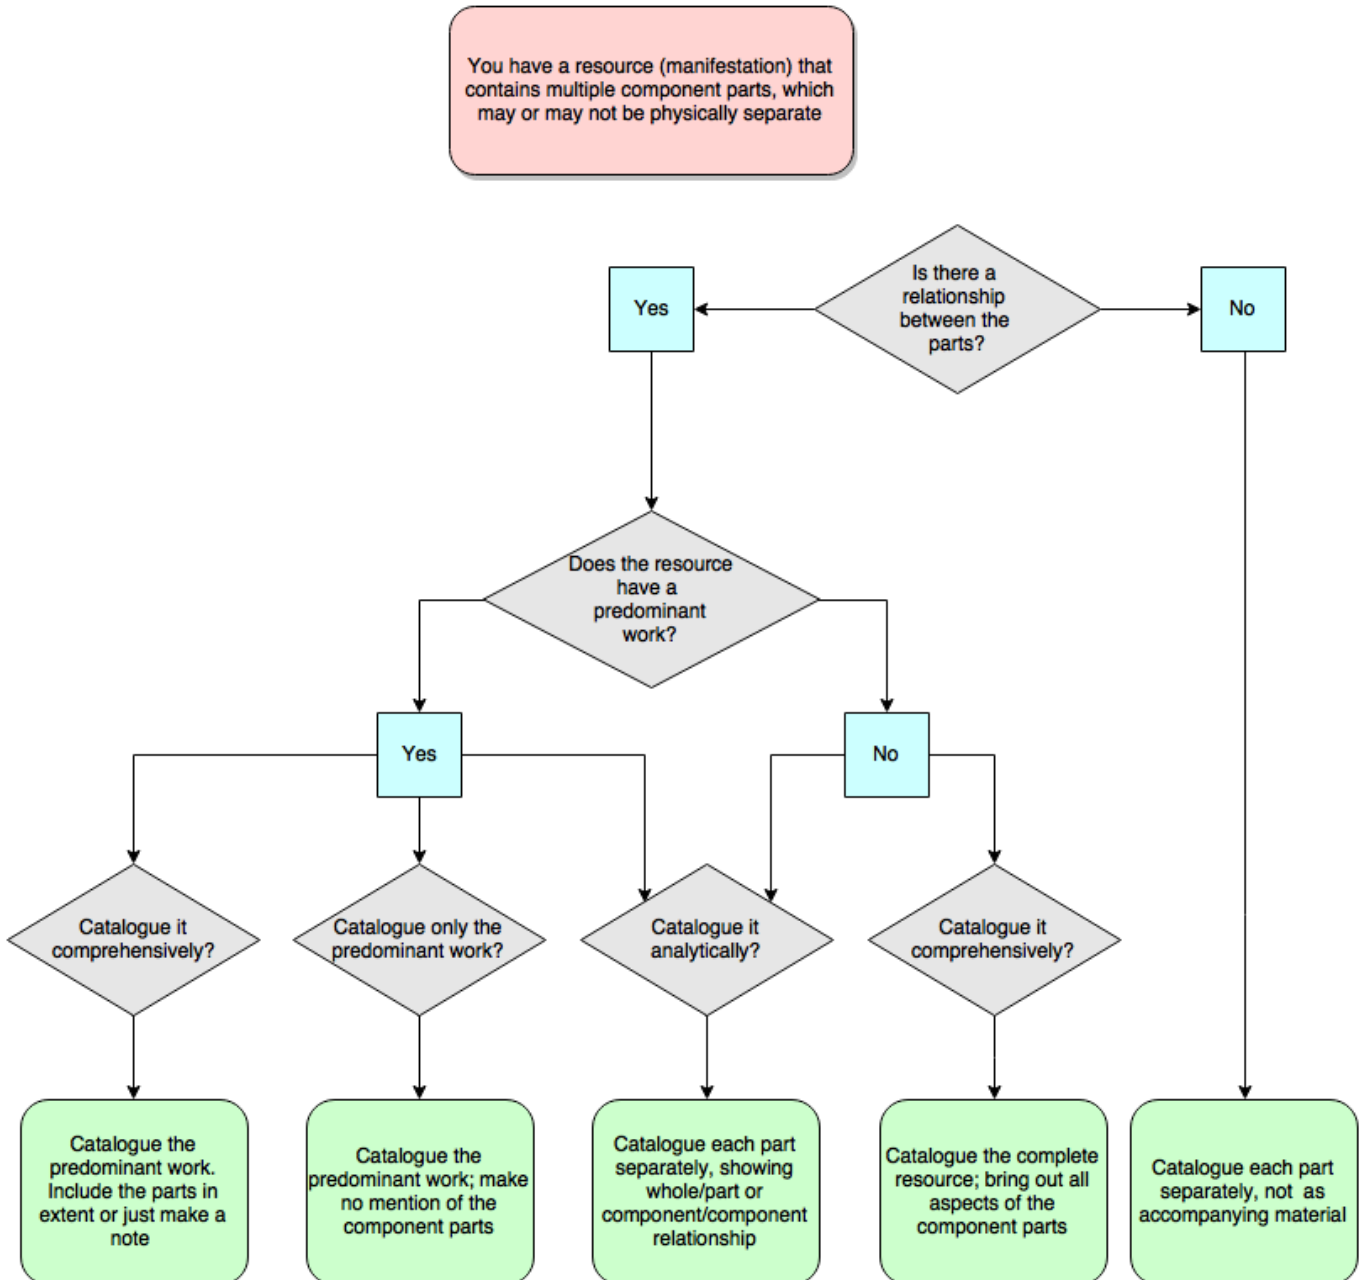 You have a resource (manifestation) that
contains multiple component parts, which
may or may not be physically separate
Is there a
relationship
between the
parts?
Yes
No
Does the resource
have a
predominant
work?
Yes
No
Catalogue it
comprehensively?
Catalogue only the
predominant work?
Catalogue it
analytically?
Catalogue it
comprehensively?
Catalogue the
predominant work.
Include the parts in
extent or just make a
note
Catalogue the
predominant work; make
no mention of the
component parts
Catalogue each part
separately, showing
whole/part or
component/component
relationship
Catalogue the complete
resource; bring out all
aspects of the
component parts
Catalogue each part
separately, not as
accompanying material